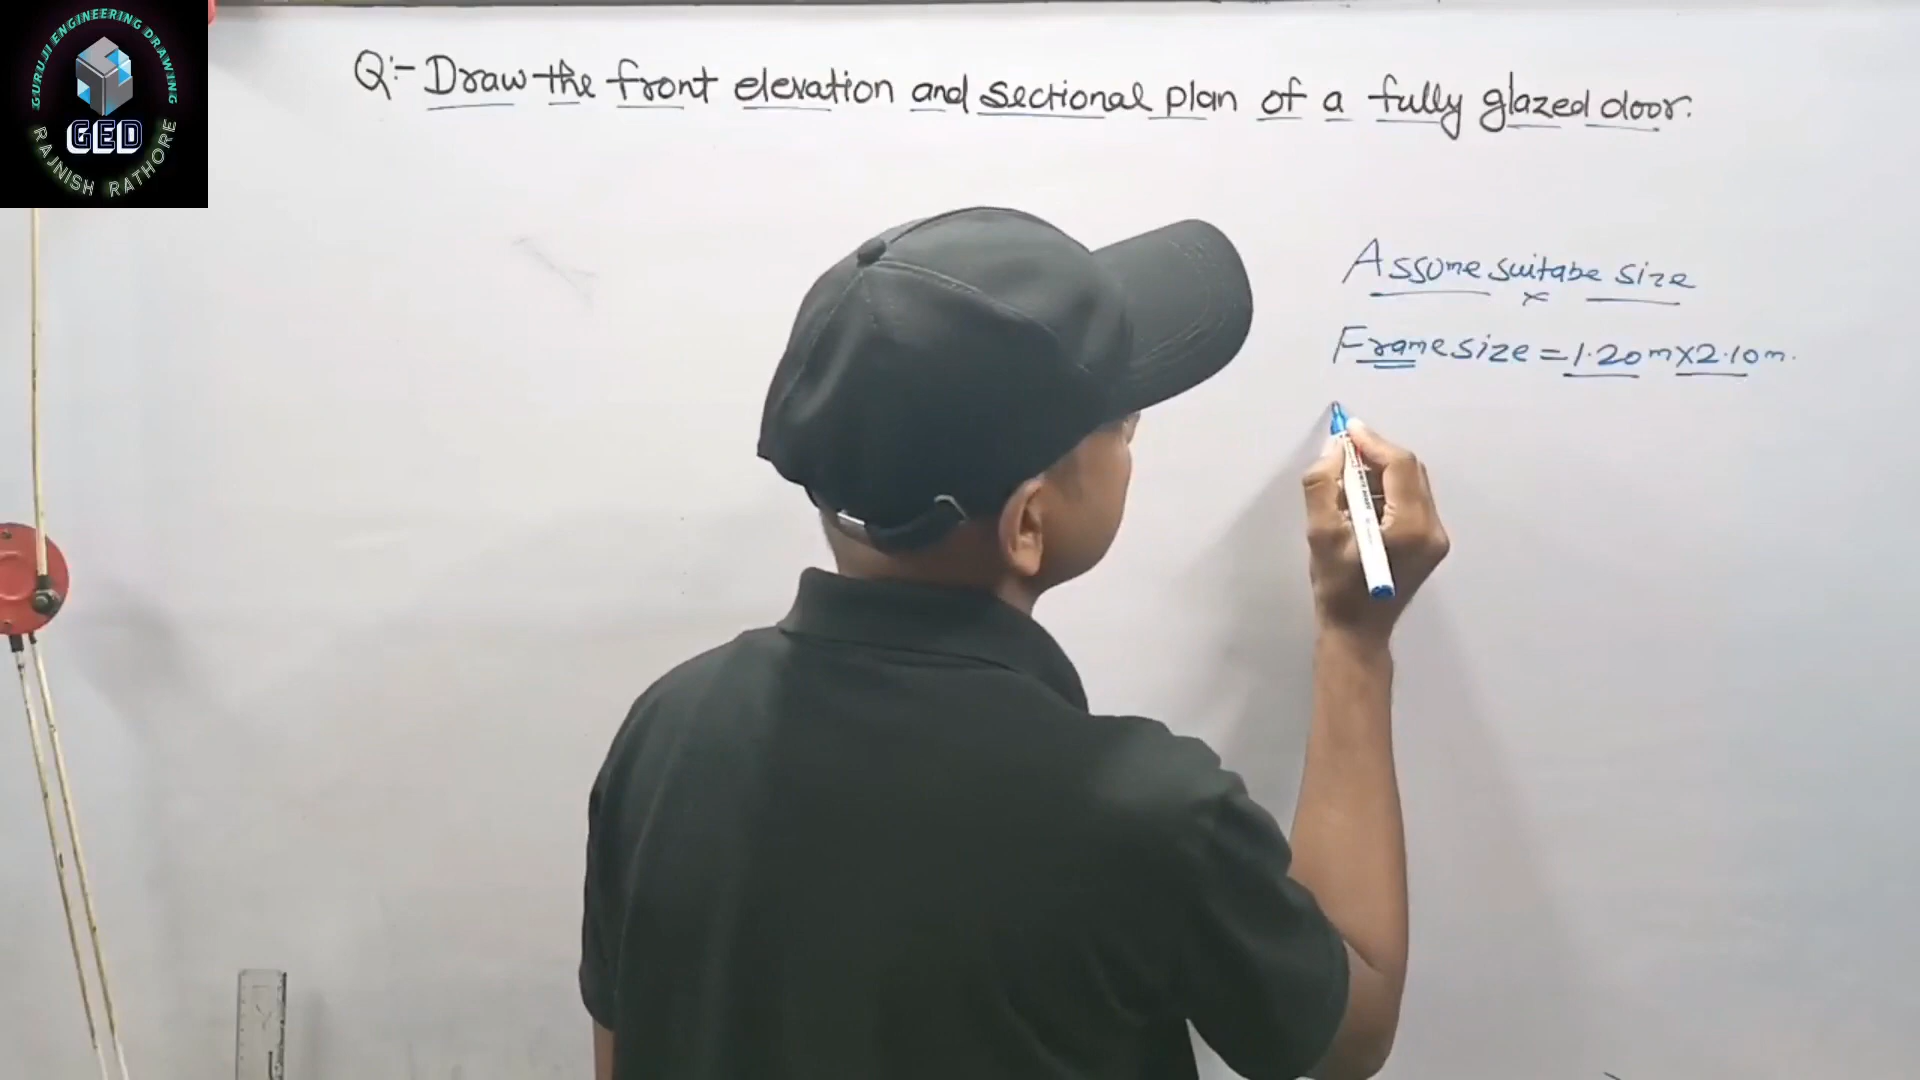 GURUJI ENGINEERING DRAWING
GED
RAJNISH RATHORE
Q:- Draw the front elevation and sectional plan of a fully glazed door.
Assume suitabe size
Frame size = 1.20m x 2.10m.